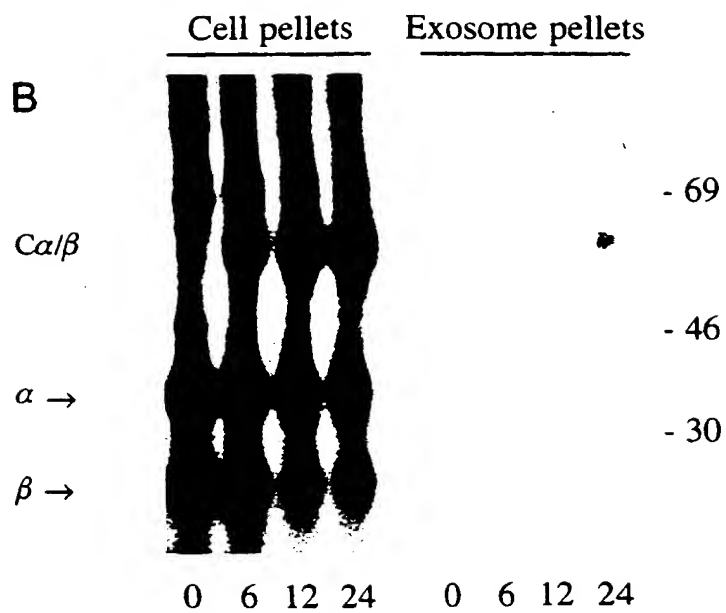 Cell pellets Exosome pellets
B
- 69
Cα/β
- 46
α →
- 30
β →
0 6 12 24 0 6 12 24